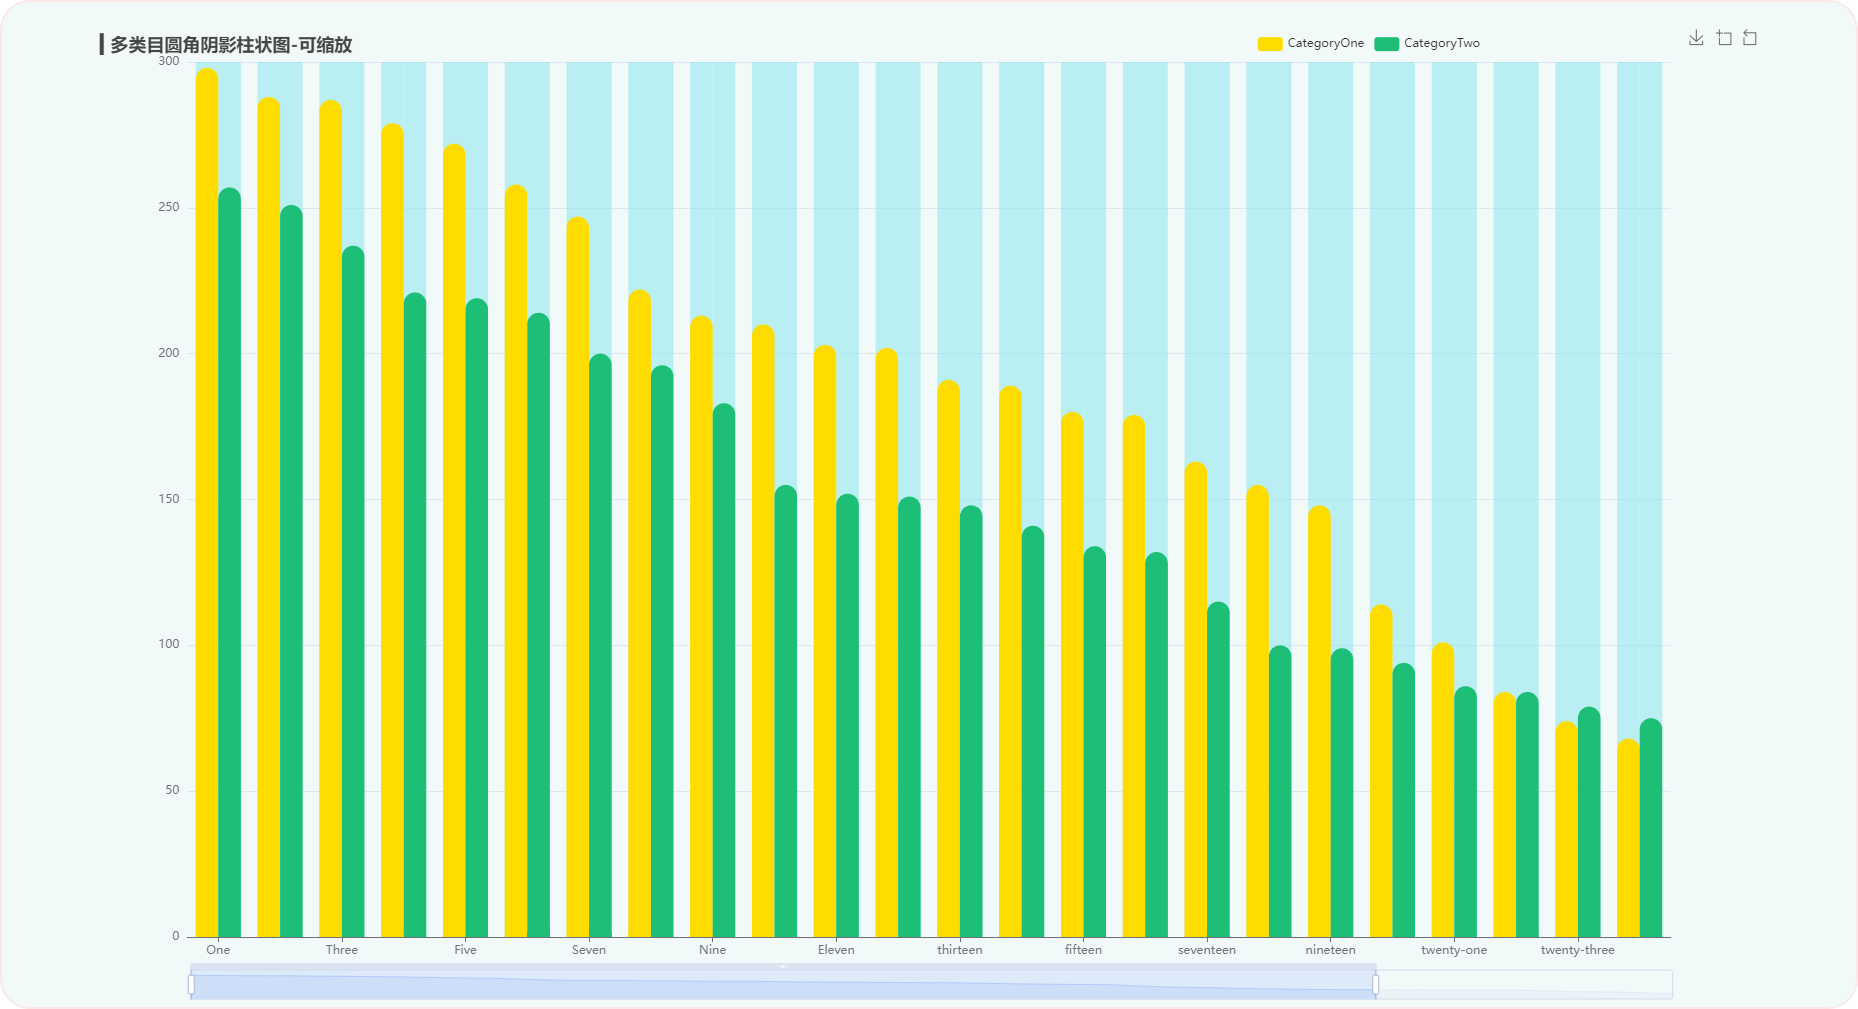 多类目圆角阴影柱状图-可缩放
CategoryOne CategoryTwo
300
250
200
150
100
50
0
One Three Five Seven Nine Eleven thirteen fifteen seventeen nineteen twenty-one twenty-three